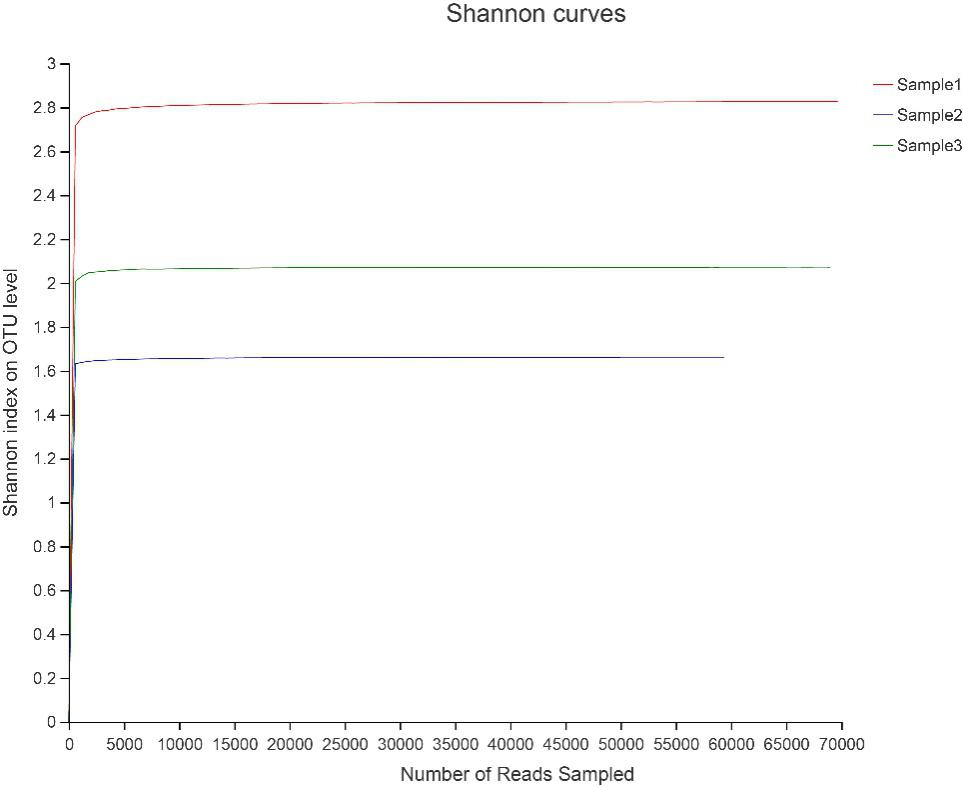 Shannon curves
Sample1
Sample2
Sample3
Shannon index on OTU level
3
2.8
2.6
2.4
2.2
2
1.8
1.6
1.4
1.2
1
0.8
0.6
0.4
0.2
0
0 5000 10000 15000 20000 25000 30000 35000 40000 45000 50000 55000 60000 65000 70000
Number of Reads Sampled